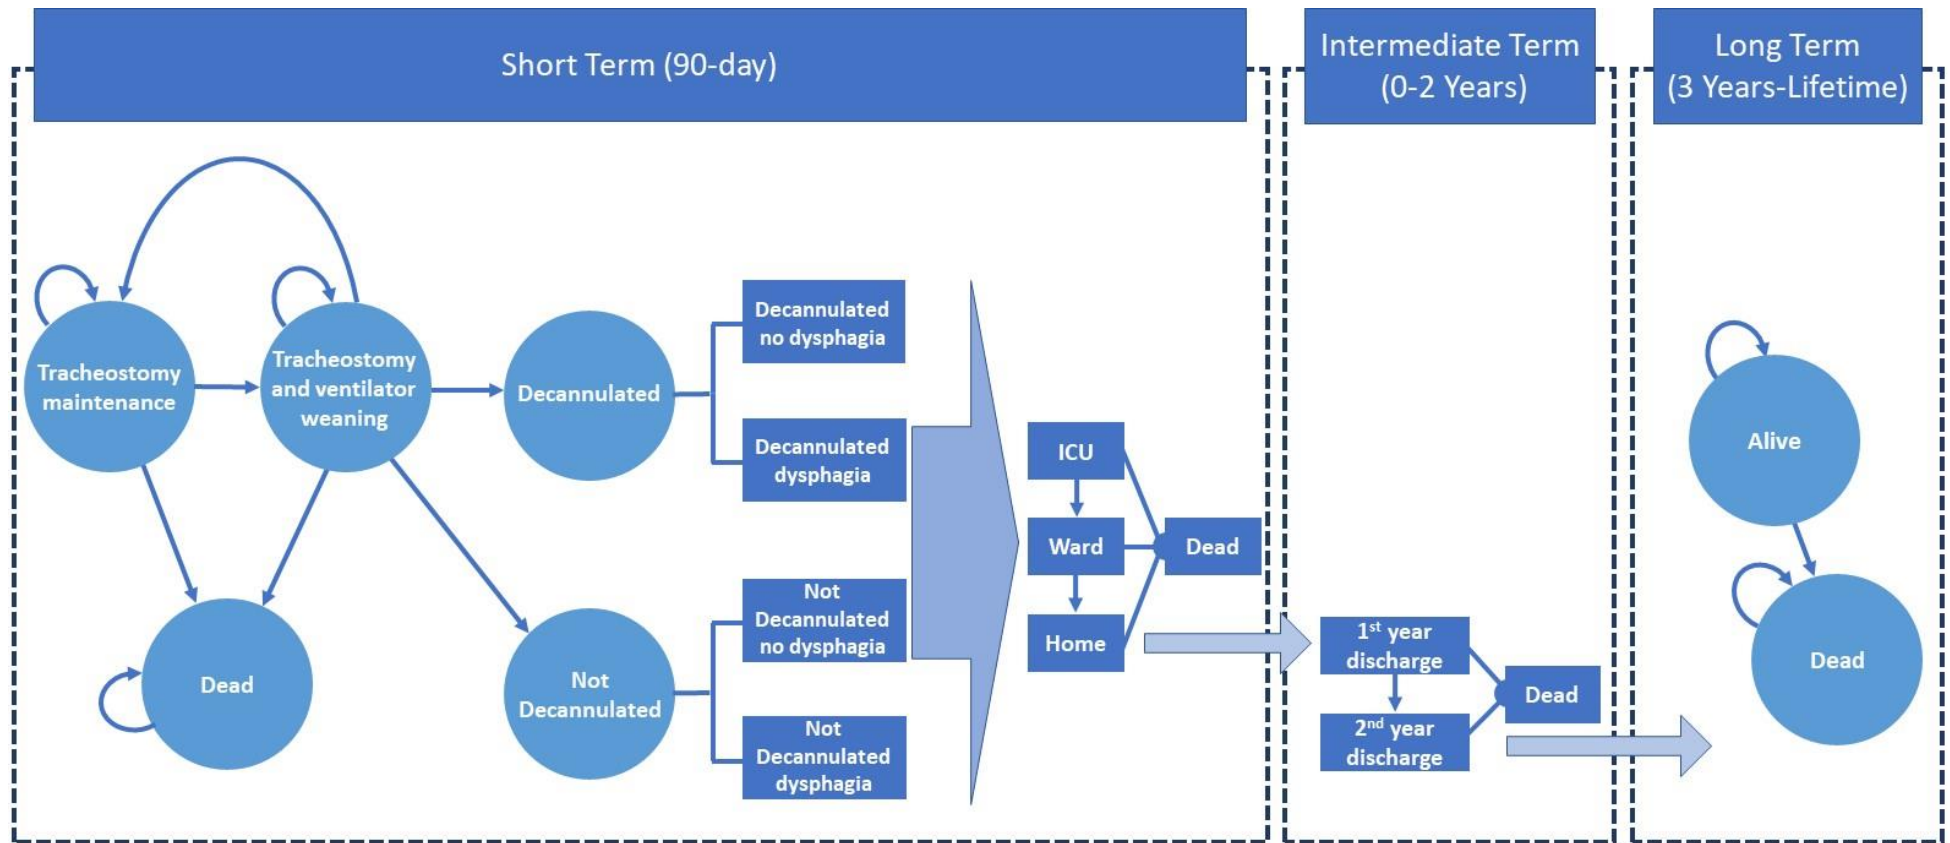 Short Term (90-day)
Intermediate Term
(0-2 Years)
Long Term
(3 Years-Lifetime)
Tracheostomy
maintenance
Tracheostomy
and ventilator
weaning
Decannulated
Decannulated
no dysphagia
Decannulated
dysphagia
Dead
Not
Decannulated
Not
Decannulated
no dysphagia
Not
Decannulated
dysphagia
ICU
Ward
Home
Dead
1st year
discharge
2nd year
discharge
Dead
Alive
Dead